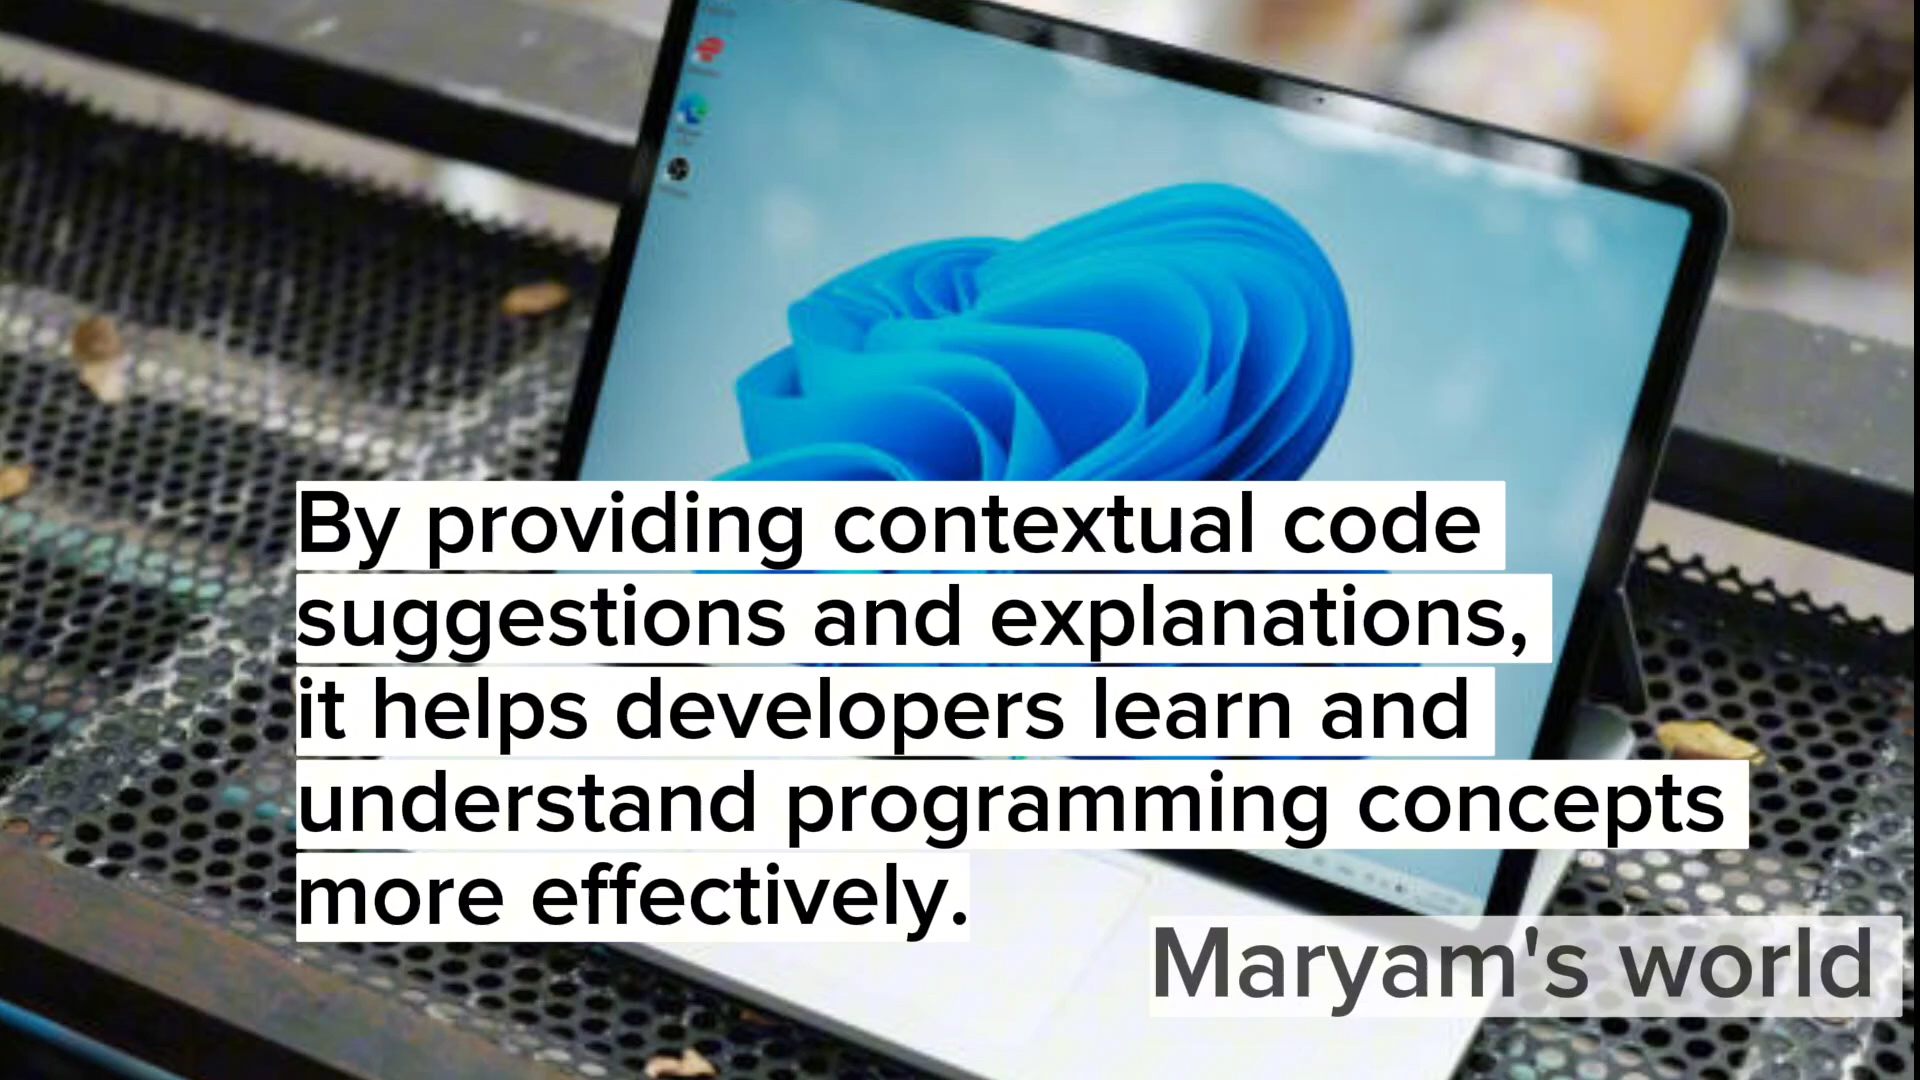 By providing contextual code
suggestions and explanations,
it helps developers learn and
understand programming concepts
more effectively.
Maryam's world